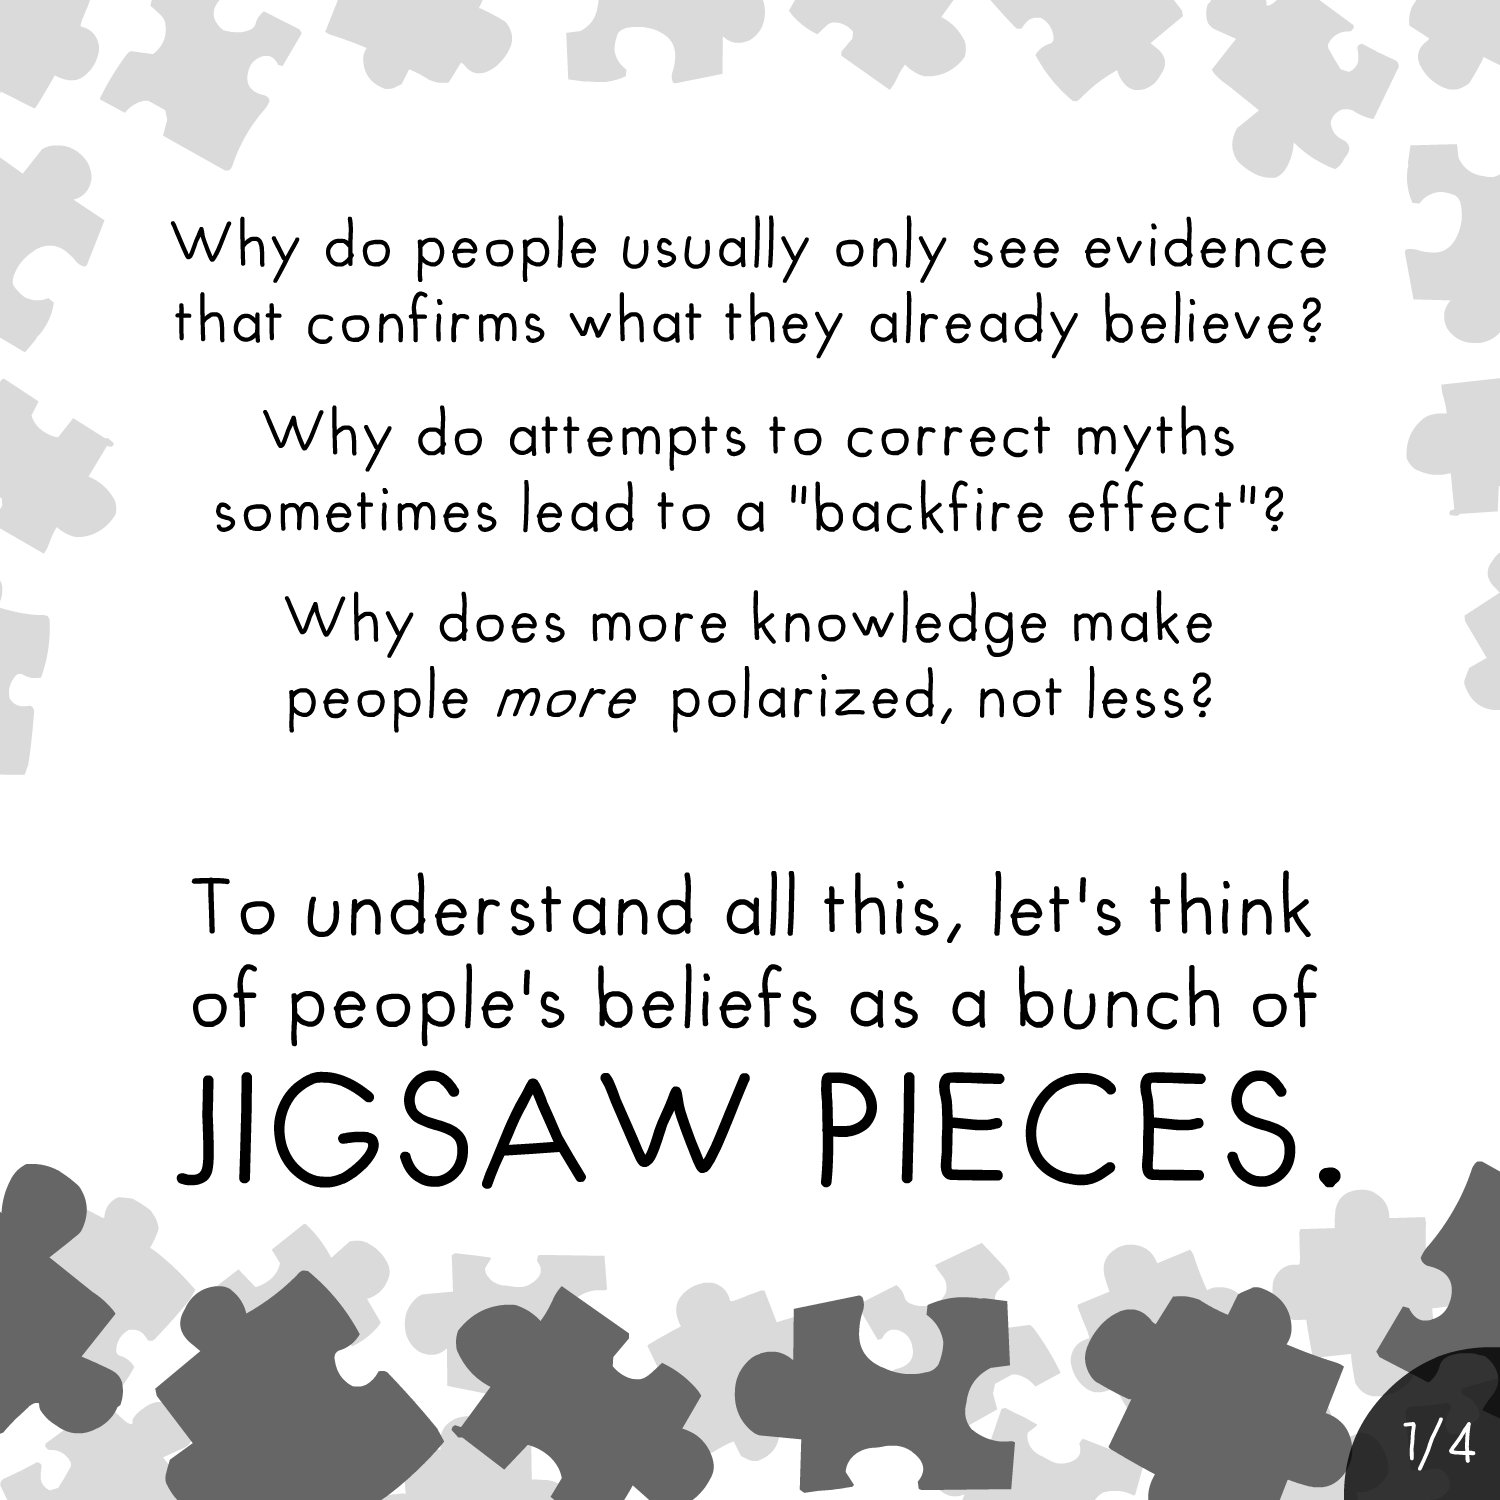 Why do people usually only see evidence
that confirms what they already believe?
Why do attempts to correct myths
sometimes lead to a "backfire effect"?
Why does more knowledge make
people more polarized, not less?
To understand all this, let's think
of people's beliefs as a bunch of
JIGSAW PIECES.
1/4